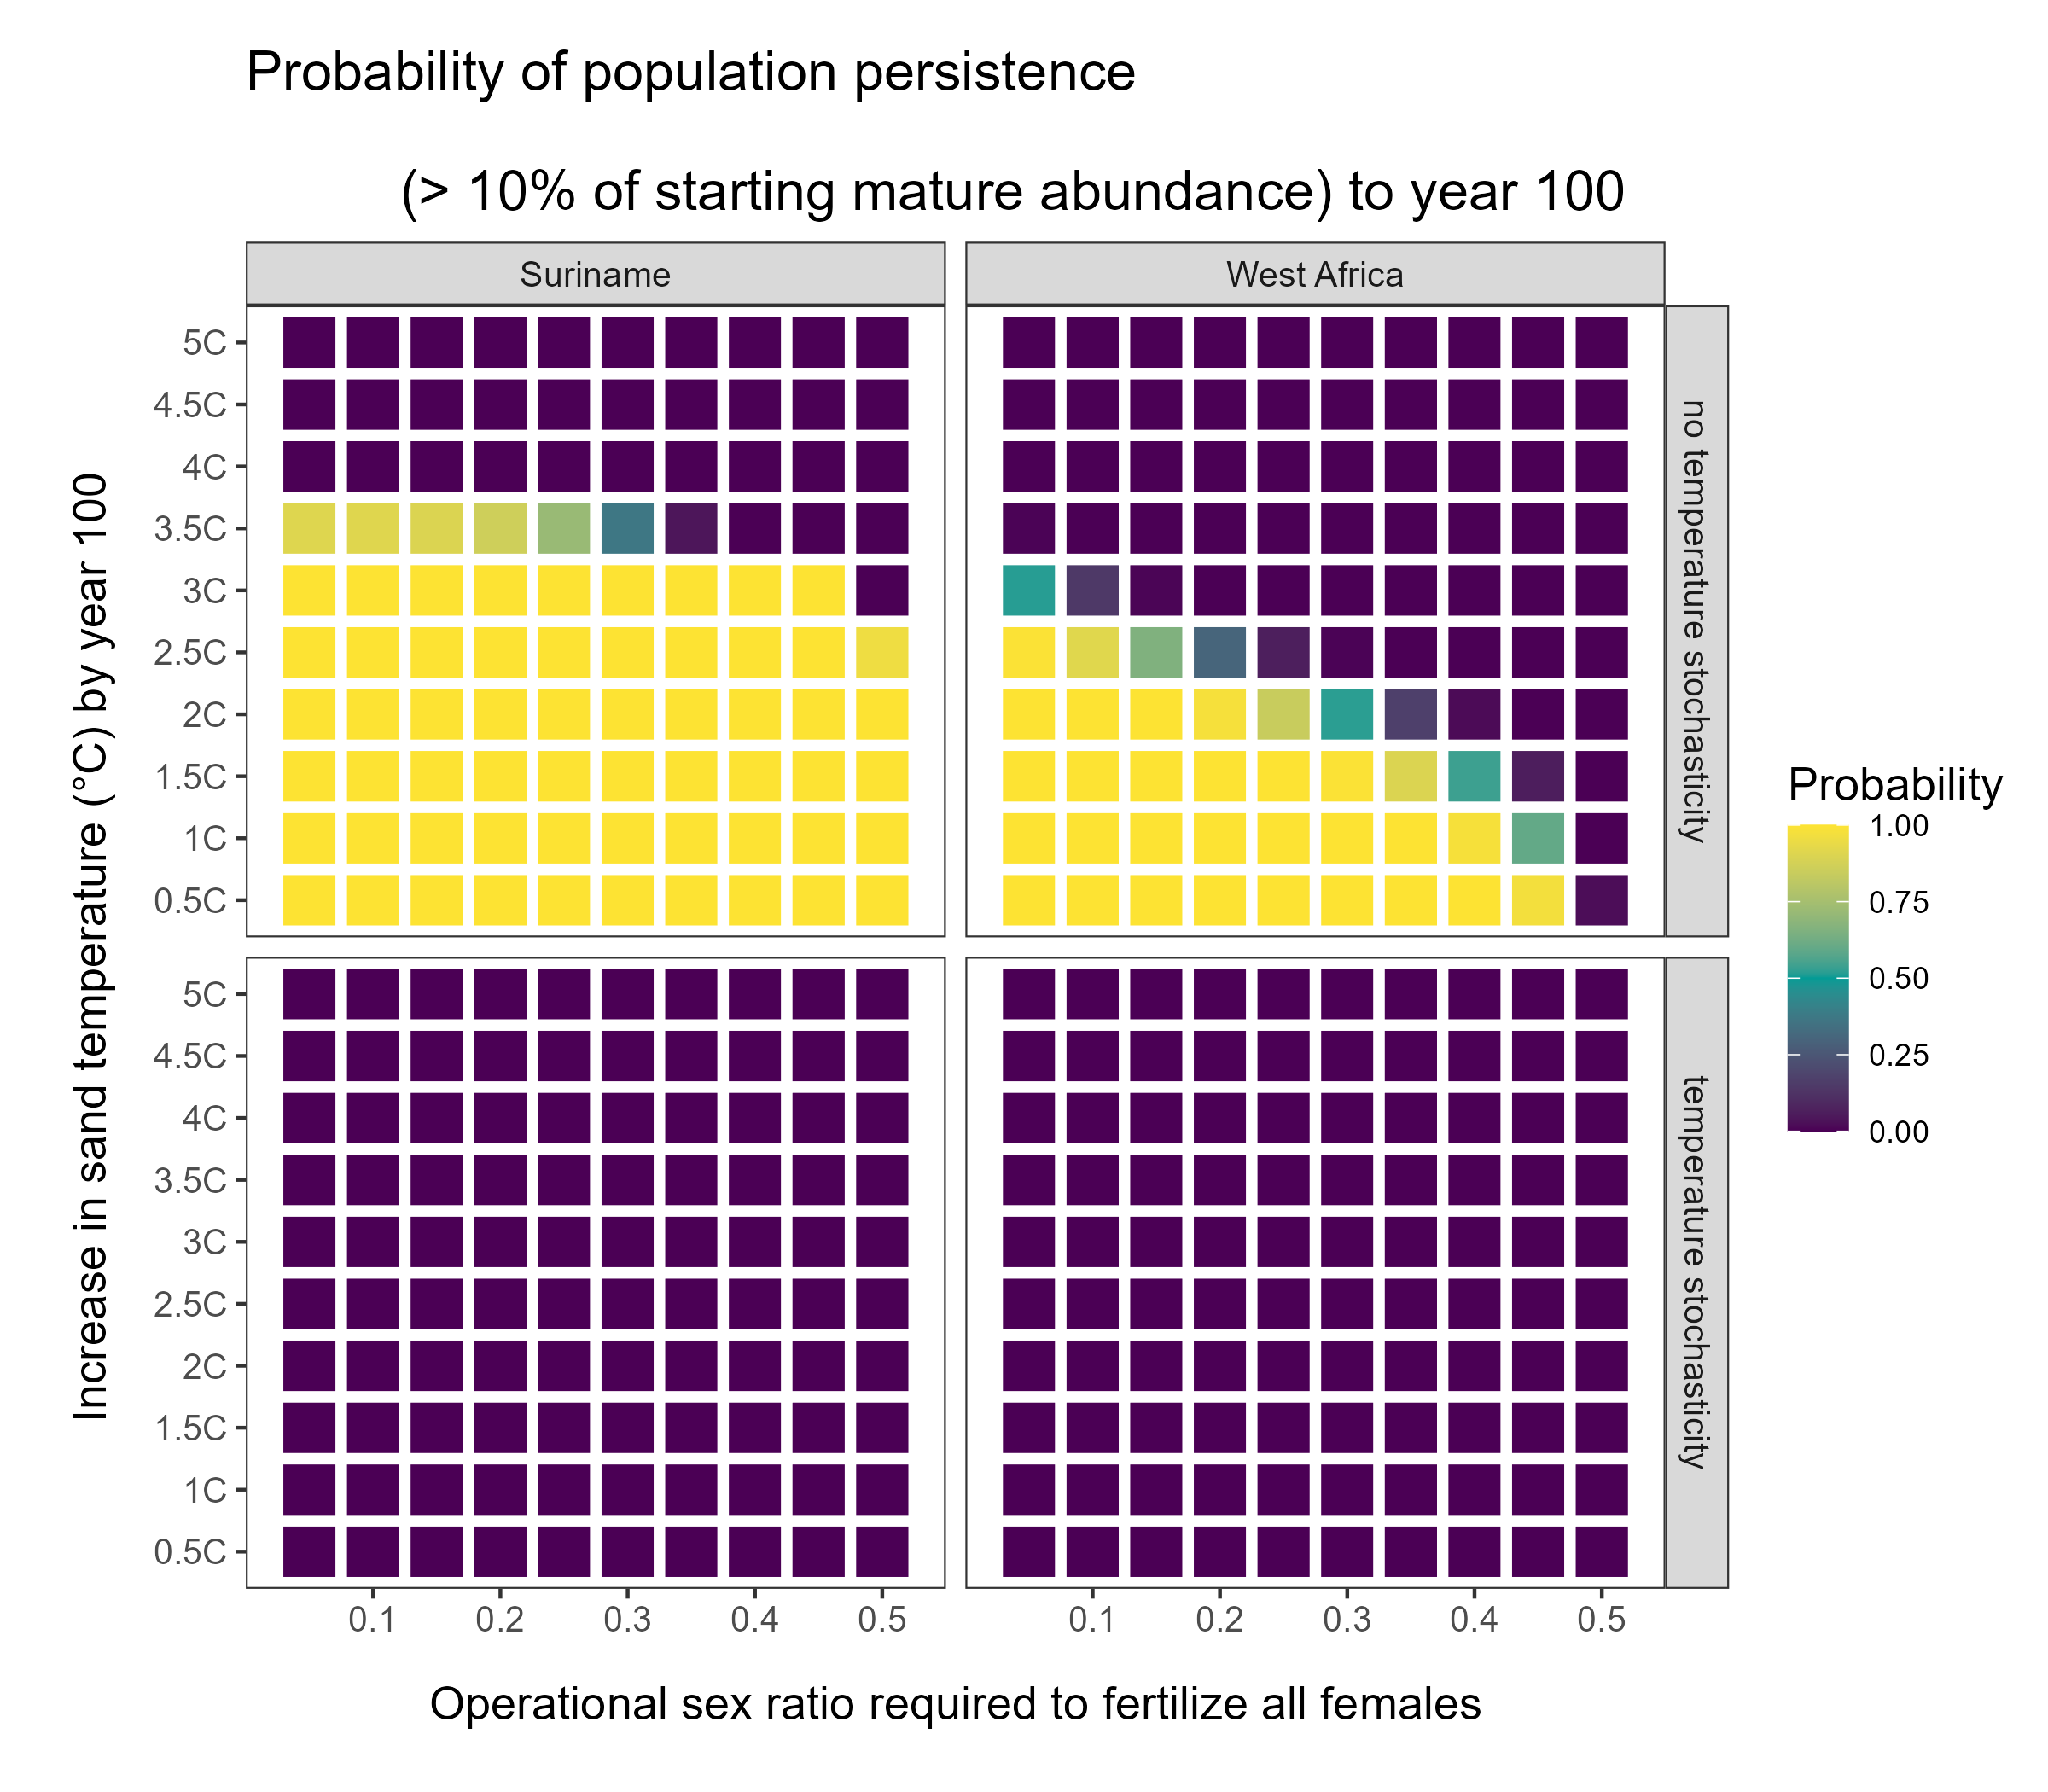 Probability of population persistence
(> 10% of starting mature abundance) to year 100
Suriname
West Africa
Increase in sand temperature (°C) by year 100
5C
4.5C
4C
3.5C
3C
2.5C
2C
1.5C
1C
0.5C
no temperature stochasticity
5C
4.5C
4C
3.5C
3C
2.5C
2C
1.5C
1C
0.5C
temperature stochasticity
0.1 0.2 0.3 0.4 0.5
0.1 0.2 0.3 0.4 0.5
Operational sex ratio required to fertilize all females
Probability
1.00
0.75
0.50
0.25
0.00